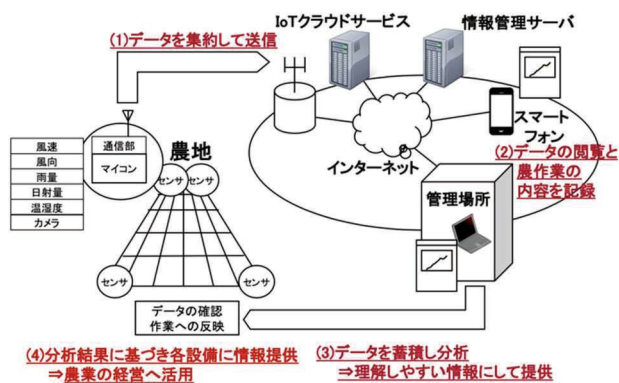 IoTクラウドサービス
情報管理サーバ
(1)データを集約して送信
スマート
フォン
風速
風向
雨量
日射量
温湿度
カメラ
通信部
マイコン
農地
センサ
センサ
センサ
センサ
インターネット
(2)データの閲覧と
農作業の
内容を記録
管理場所
データの確認
作業への反映
(4)分析結果に基づき各設備に情報提供
⇒農業の経営へ活用
(3)データを蓄積し分析
⇒理解しやすい情報にして提供